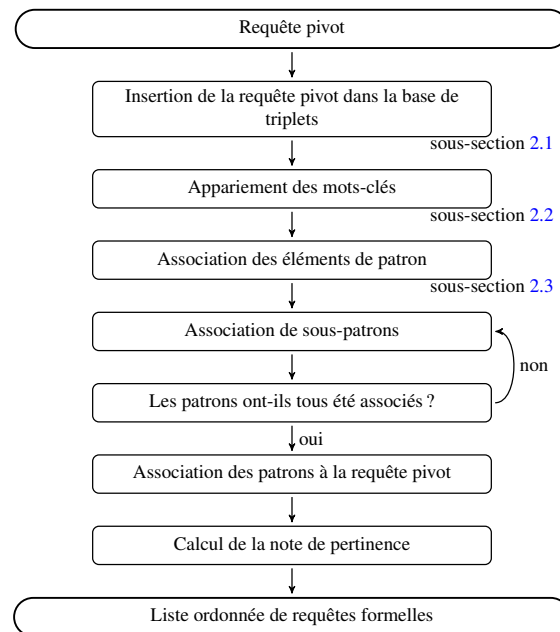 Requête pivot
Insertion de la requête pivot dans la base de
triplets
sous-section 2.1
Appariement des mots-clés
sous-section 2.2
Association des éléments de patron
sous-section 2.3
Association de sous-patrons
non
Les patrons ont-ils tous été associés ?
oui
Association des patrons à la requête pivot
Calcul de la note de pertinence
Liste ordonnée de requêtes formelles